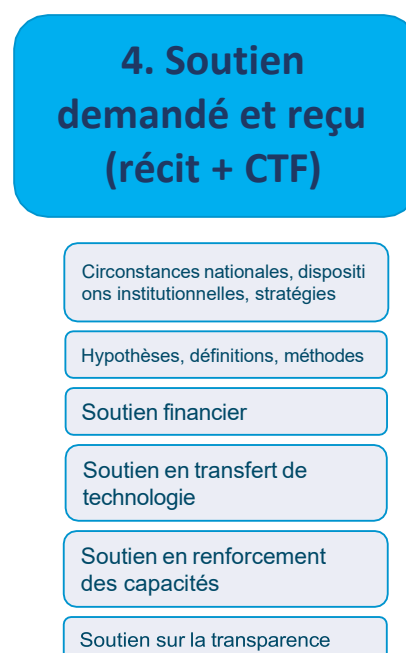 4. Soutien
demandé et reçu
(récit + CTF)
Circonstances nationales, dispositi
ons institutionnelles, stratégies
Hypothèses, définitions, méthodes
Soutien financier
Soutien en transfert de
technologie
Soutien en renforcement
des capacités
Soutien sur la transparence